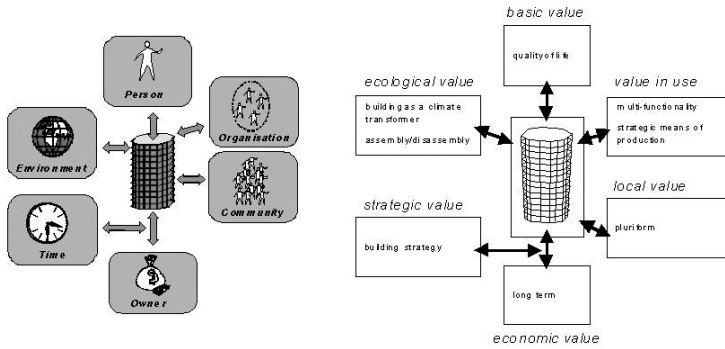 Person
Organisation
Environment
Community
Time
Owner
basic value
quality of life
ecological value
building as a climate
transformer
assembly/disassembly
value in use
multi-functionality
strategic means of
production
local value
pluriform
strategic value
building strategy
long term
economic value